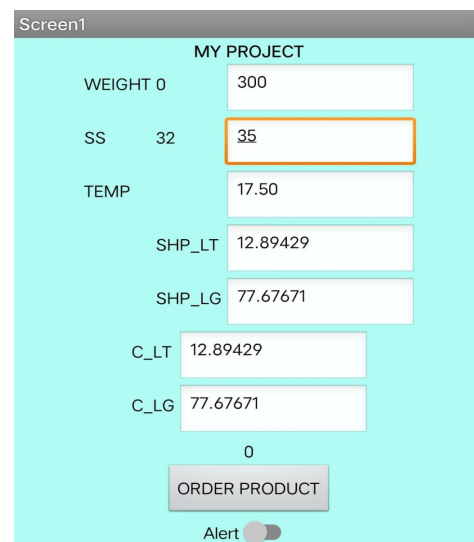 Screen1
MY PROJECT
WEIGHT 0 300
SS 32 35
TEMP 17.50
SHP_LT 12.89429
SHP_LG 77.67671
C_LT 12.89429
C_LG 77.67671
0
ORDER PRODUCT
Alert